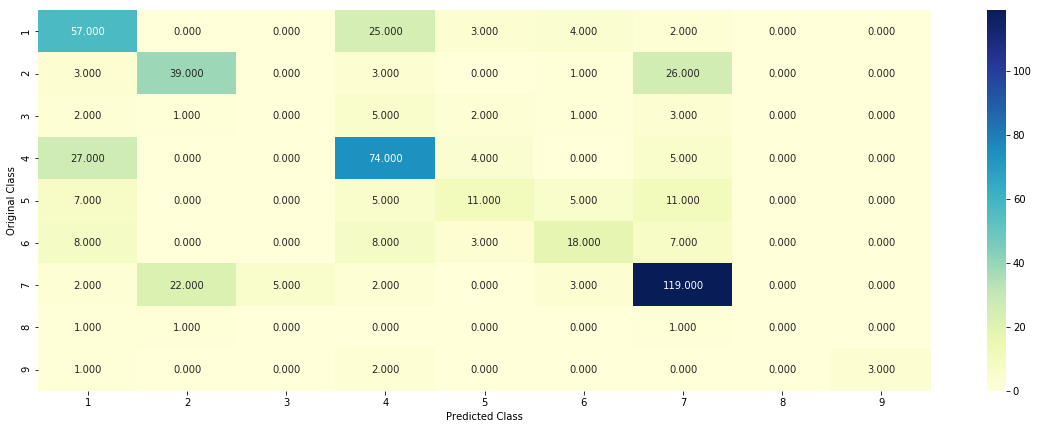 1 57.000 0.000 0.000 25.000 3.000 4.000 2.000 0.000 0.000
2 3.000 39.000 0.000 3.000 0.000 1.000 26.000 0.000 0.000
3 2.000 1.000 0.000 5.000 2.000 1.000 3.000 0.000 0.000
4 27.000 0.000 0.000 74.000 4.000 0.000 5.000 0.000 0.000
5 7.000 0.000 0.000 5.000 11.000 5.000 11.000 0.000 0.000
6 8.000 0.000 0.000 8.000 3.000 18.000 7.000 0.000 0.000
7 2.000 22.000 5.000 2.000 0.000 3.000 119.000 0.000 0.000
8 1.000 1.000 0.000 0.000 0.000 0.000 1.000 0.000 0.000
9 1.000 0.000 0.000 2.000 0.000 0.000 0.000 0.000 3.000
1 2 3 4 5 6 7 8 9
Predicted Class
Original Class
100
80
60
40
20
0